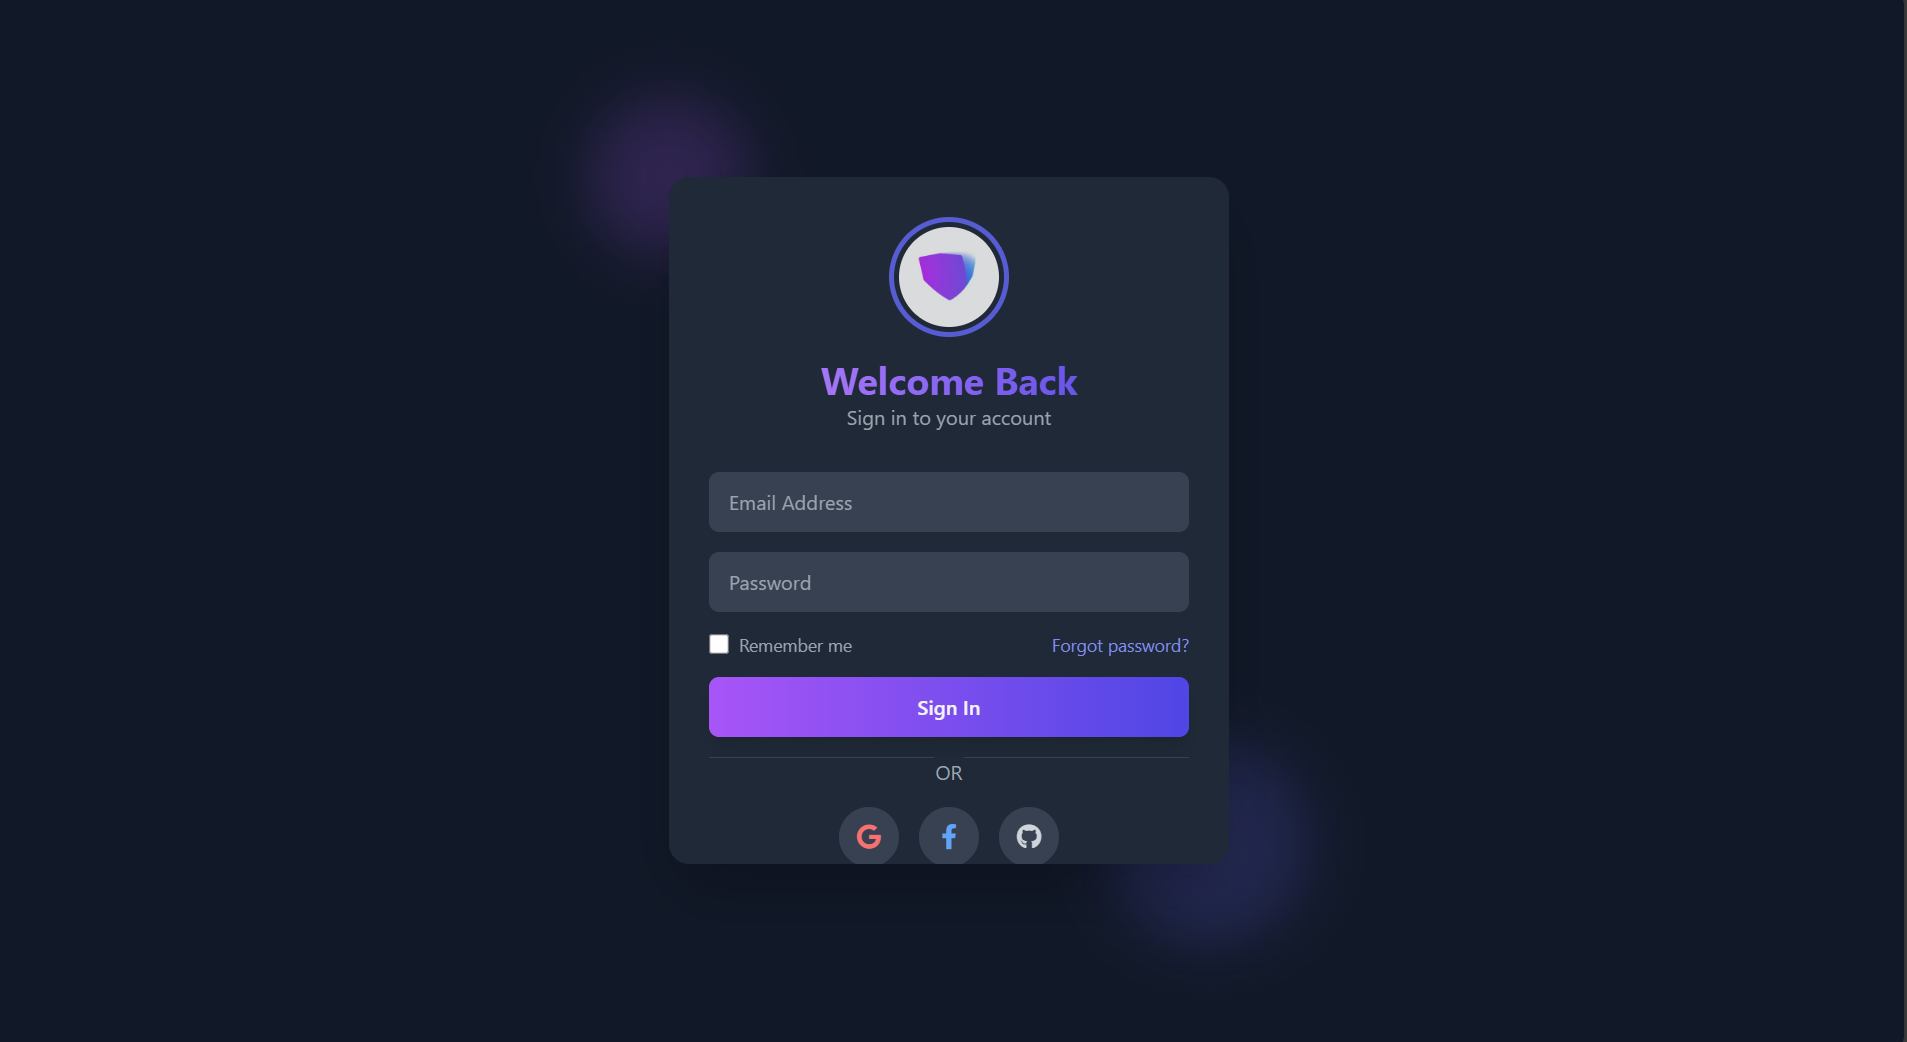 Welcome Back
Sign in to your account
Email Address
Password
Remember me
Forgot password?
Sign In
OR